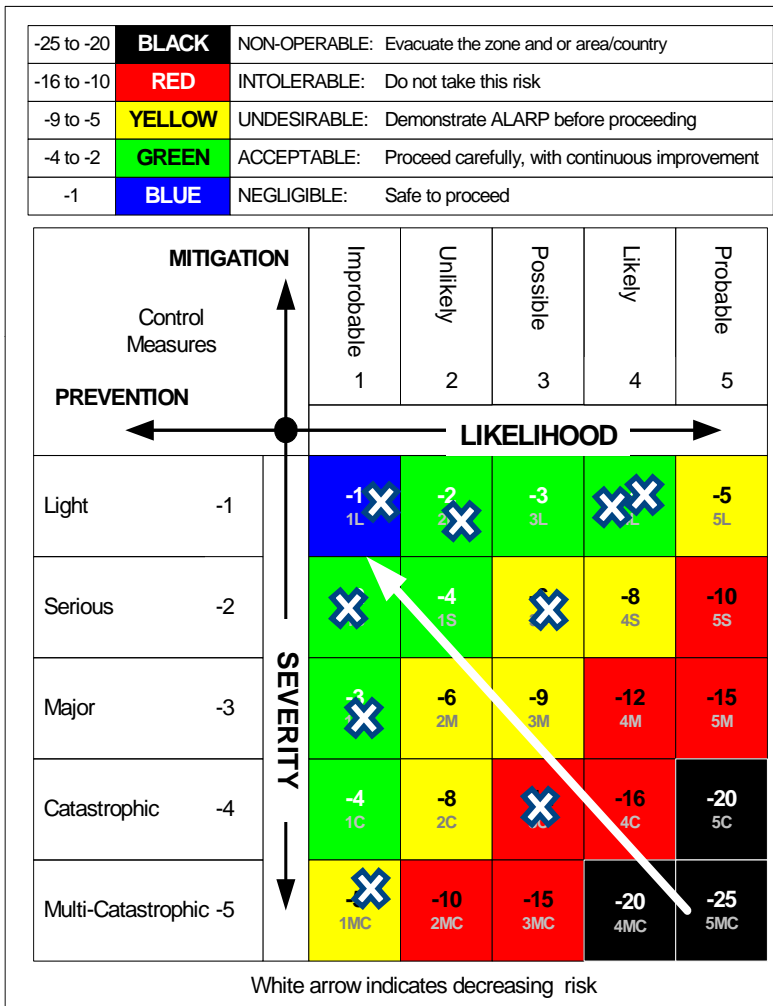 -25 to -20 BLACK NON-OPERABLE: Evacuate the zone and or area/country
-16 to -10 RED INTOLERABLE: Do not take this risk
-9 to -5 YELLOW UNDESIRABLE: Demonstrate ALARP before proceeding
-4 to -2 GREEN ACCEPTABLE: Proceed carefully, with continuous improvement
-1 BLUE NEGLIGIBLE: Safe to proceed
MITIGATION
Control
Measures
PREVENTION
Improbable Unlikely Possible Likely Probable
1 2 3 4 5
LIKELIHOOD
SEVERITY
Light -1
-1 -2 -3 -5
1L 3L 5L
Serious -2
-4 -8 -10
1S 4S 5S
Major -3
-3 -6 -9 -12 -15
2M 3M 4M 5M
Catastrophic -4
-4 -8 -16 -20
1C 2C 4C 5C
Multi-Catastrophic -5
-10 -15 -20 -25
1MC 2MC 3MC 4MC 5MC
White arrow indicates decreasing risk